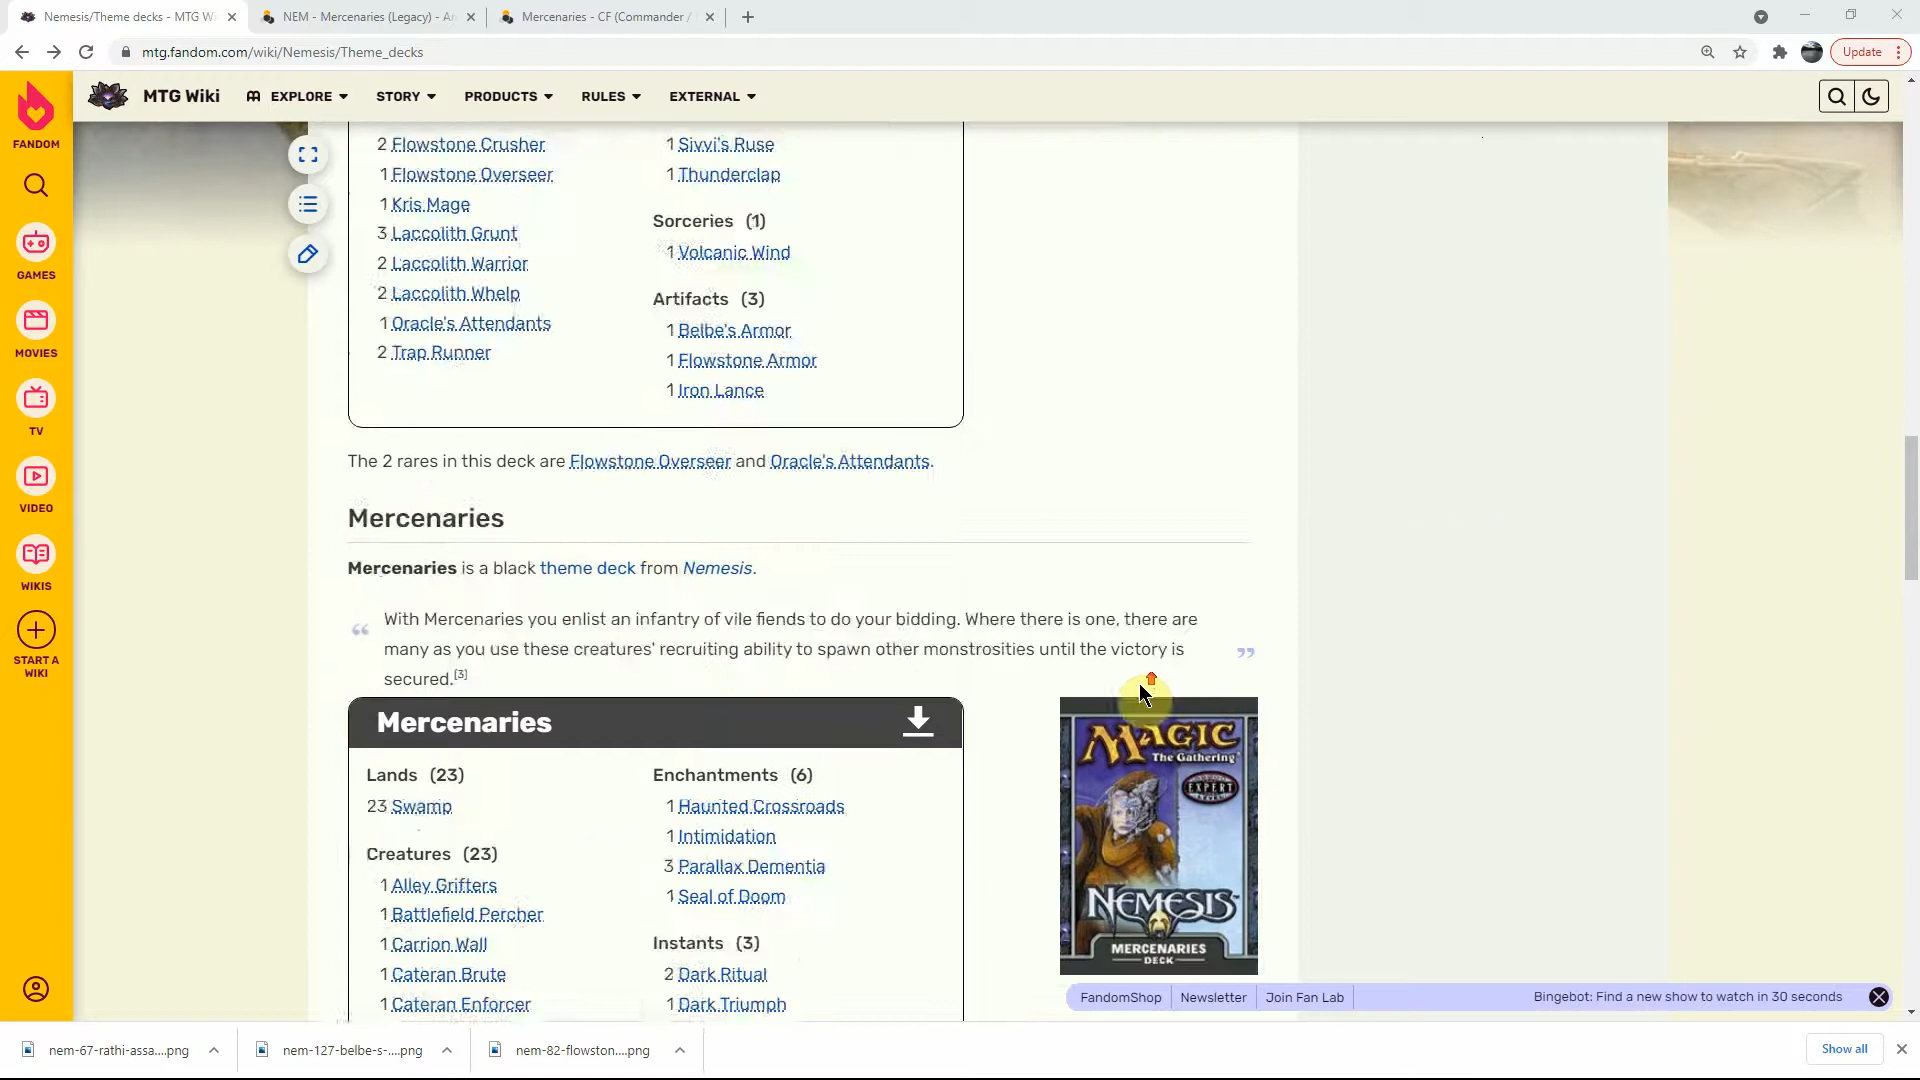 Nemesis/Theme decks - MTG Wi
NEM - Mercenaries (Legacy) - An
Mercenaries - CF (Commander /
mtg.fandom.com/wiki/Nemesis/Theme_decks
Update
MTG Wiki
EXPLORE
STORY
PRODUCTS
RULES
EXTERNAL
FANDOM
GAMES
MOVIES
TV
VIDEO
WIKIS
START A
WIKI
2 Flowstone Crusher
1 Flowstone Overseer
1 Kris Mage
3 Laccolith Grunt
2 Laccolith Warrior
2 Laccolith Whelp
1 Oracle's Attendants
2 Trap Runner
1 Sivvi's Ruse
1 Thunderclap
Sorceries (1)
1 Volcanic Wind
Artifacts (3)
1 Belbe's Armor
1 Flowstone Armor
1 Iron Lance
The 2 rares in this deck are Flowstone Overseer and Oracle's Attendants.
Mercenaries
Mercenaries is a black theme deck from Nemesis.
“ With Mercenaries you enlist an infantry of vile fiends to do your bidding. Where there is one, there are
many as you use these creatures' recruiting ability to spawn other monstrosities until the victory is ”
secured.[3]
Mercenaries
Lands (23)
23 Swamp
Creatures (23)
1 Alley Grifters
1 Battlefield Percher
1 Carrion Wall
1 Cateran Brute
1 Cateran Enforcer
Enchantments (6)
1 Haunted Crossroads
1 Intimidation
3 Parallax Dementia
1 Seal of Doom
Instants (3)
2 Dark Ritual
1 Dark Triumph
MAGIC
The Gathering
EXPERT
NEMESIS
MERCENARIES
DECK
FandomShop
Newsletter
Join Fan Lab
Bingebot: Find a new show to watch in 30 seconds
nem-67-rathi-assa....png
nem-127-belbe-s-....png
nem-82-flowston....png
Show all